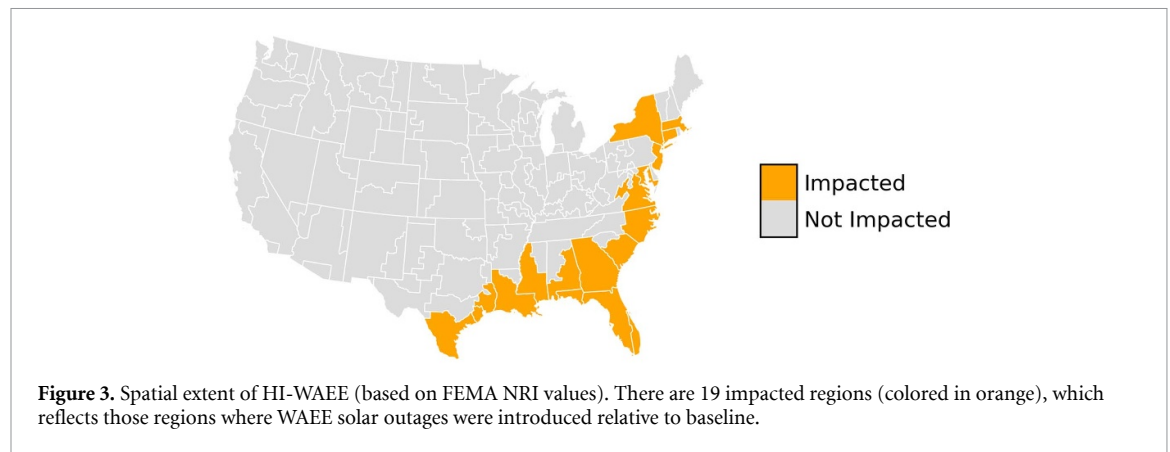 Impacted
Not Impacted
Figure 3. Spatial extent of HI-WAEE (based on FEMA NRI values). There are 19 impacted regions (colored in orange), which
reflects those regions where WAEE solar outages were introduced relative to baseline.